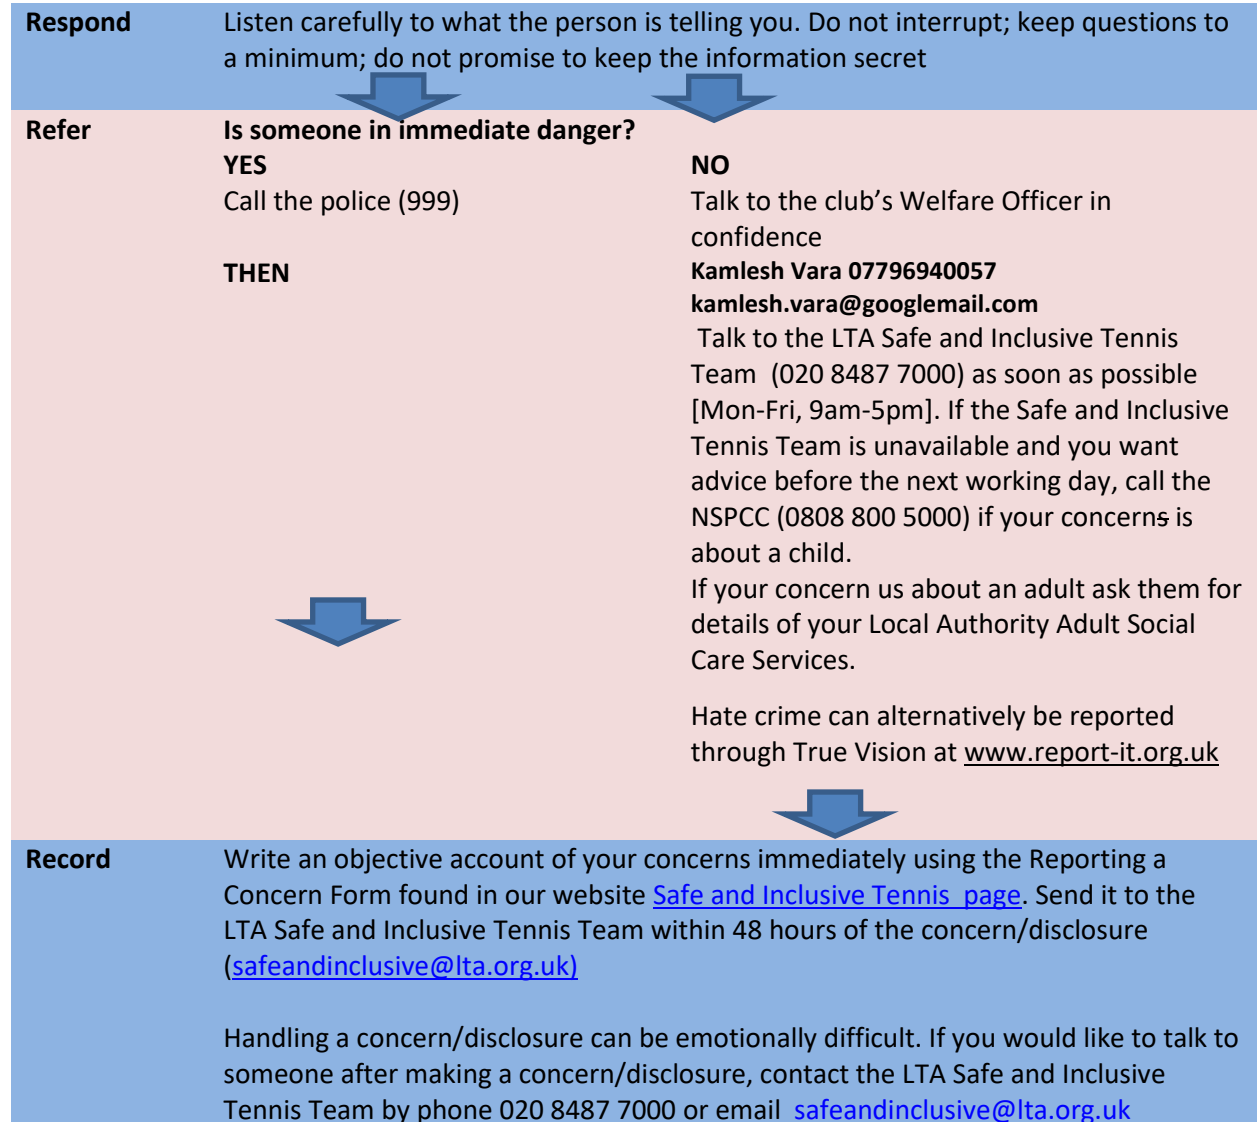 Respond
Listen carefully to what the person is telling you. Do not interrupt; keep questions to
a minimum; do not promise to keep the information secret
Refer
Is someone in immediate danger?
YES
Call the police (999)
THEN
NO
Talk to the club's Welfare Officer in
confidence
Kamlesh Vara 07796940057
kamlesh.vara@googlemail.com
Talk to the LTA Safe and Inclusive Tennis
Team (020 8487 7000) as soon as possible
[Mon-Fri, 9am-5pm]. If the Safe and Inclusive
Tennis Team is unavailable and you want
advice before the next working day, call the
NSPCC (0808 800 5000) if your concerns is
about a child.
If your concern us about an adult ask them for
details of your Local Authority Adult Social
Care Services.
Hate crime can alternatively be reported
through True Vision at www.report-it.org.uk
Record
Write an objective account of your concerns immediately using the Reporting a
Concern Form found in our website Safe and Inclusive Tennis page. Send it to the
LTA Safe and Inclusive Tennis Team within 48 hours of the concern/disclosure
(safeandinclusive@lta.org.uk)
Handling a concern/disclosure can be emotionally difficult. If you would like to talk to
someone after making a concern/disclosure, contact the LTA Safe and Inclusive
Tennis Team by phone 020 8487 7000 or email safeandinclusive@lta.org.uk